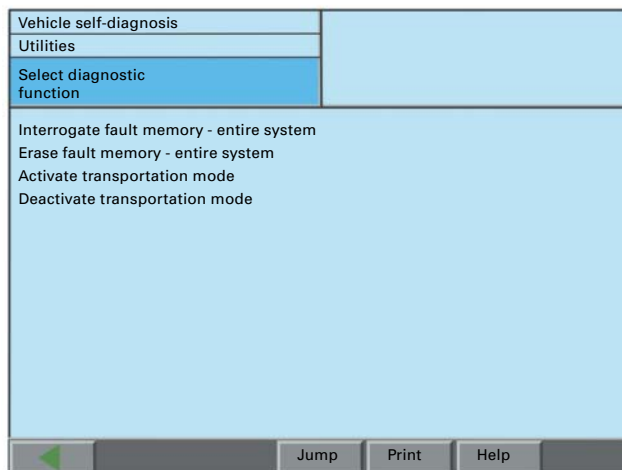 Vehicle self-diagnosis
Utilities
Select diagnostic
function
Interrogate fault memory - entire system
Erase fault memory - entire system
Activate transportation mode
Deactivate transportation mode
Jump Print Help